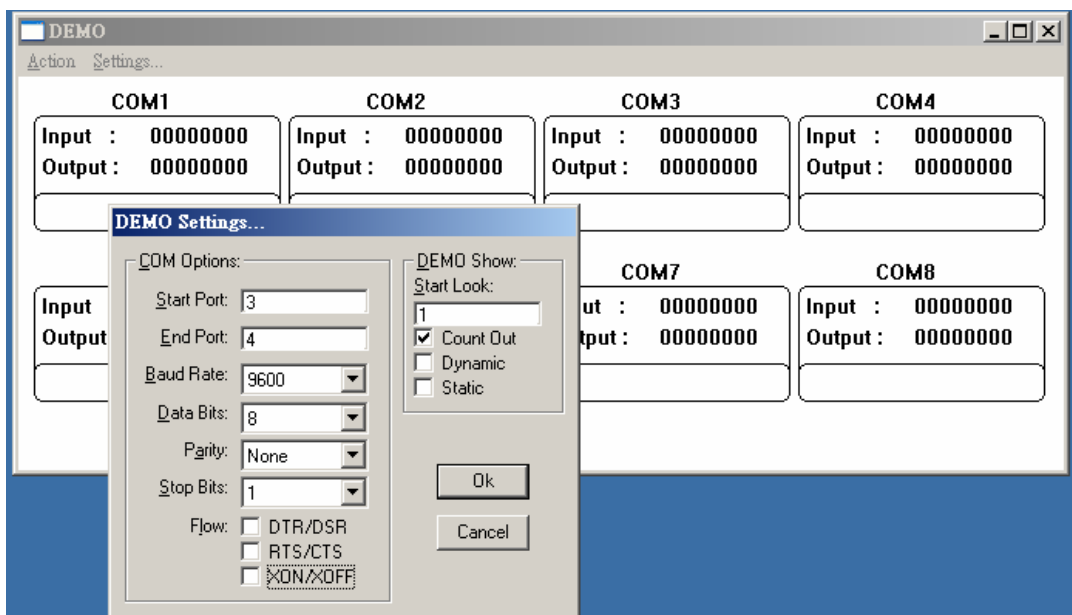 DEMO
Action Settings...
COM1 COM2 COM3 COM4
Input : 00000000 Input : 00000000 Input : 00000000 Input : 00000000
Output : 00000000 Output : 00000000 Output : 00000000 Output : 00000000
COM7 COM8
Input ut : 00000000 Input : 00000000
Output tput : 00000000 Output : 00000000
DEMO Settings...
COM Options:
Start Port: 3
End Port: 4
Baud Rate: 9600
Data Bits: 8
Parity: None
Stop Bits: 1
Flow: DTR/DSR
RTS/CTS
XON/XOFF
DEMO Show:
Start Look:
1
Count Out
Dynamic
Static
Ok
Cancel